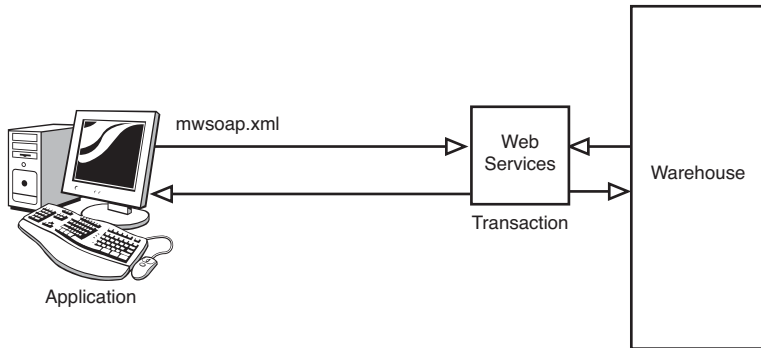 mwsoap.xml
Web
Services
Transaction
Warehouse
Application